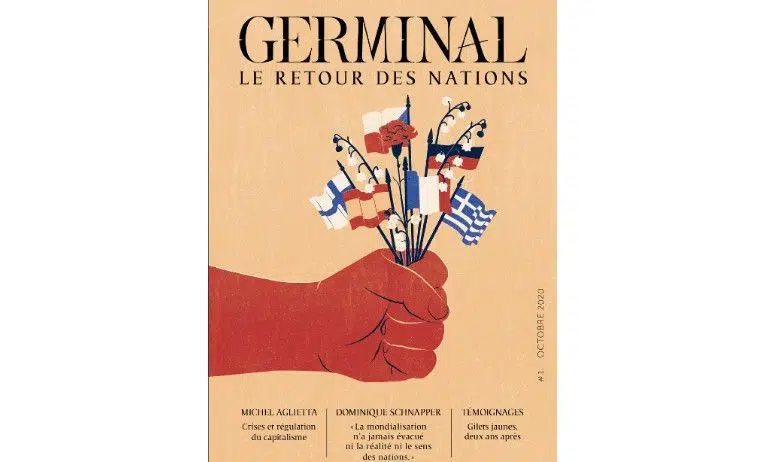 GERMINAL
LE RETOUR DES NATIONS
#1 OCTOBRE 2020
MICHEL AGLIETTA
Crises et régulation
du capitalisme
DOMINIQUE SCHNAPPER
« La mondialisation
n'a jamais évacué
ni la réalité ni le sens
des nations. »
TÉMOIGNAGES
Gilets jaunes,
deux ans après